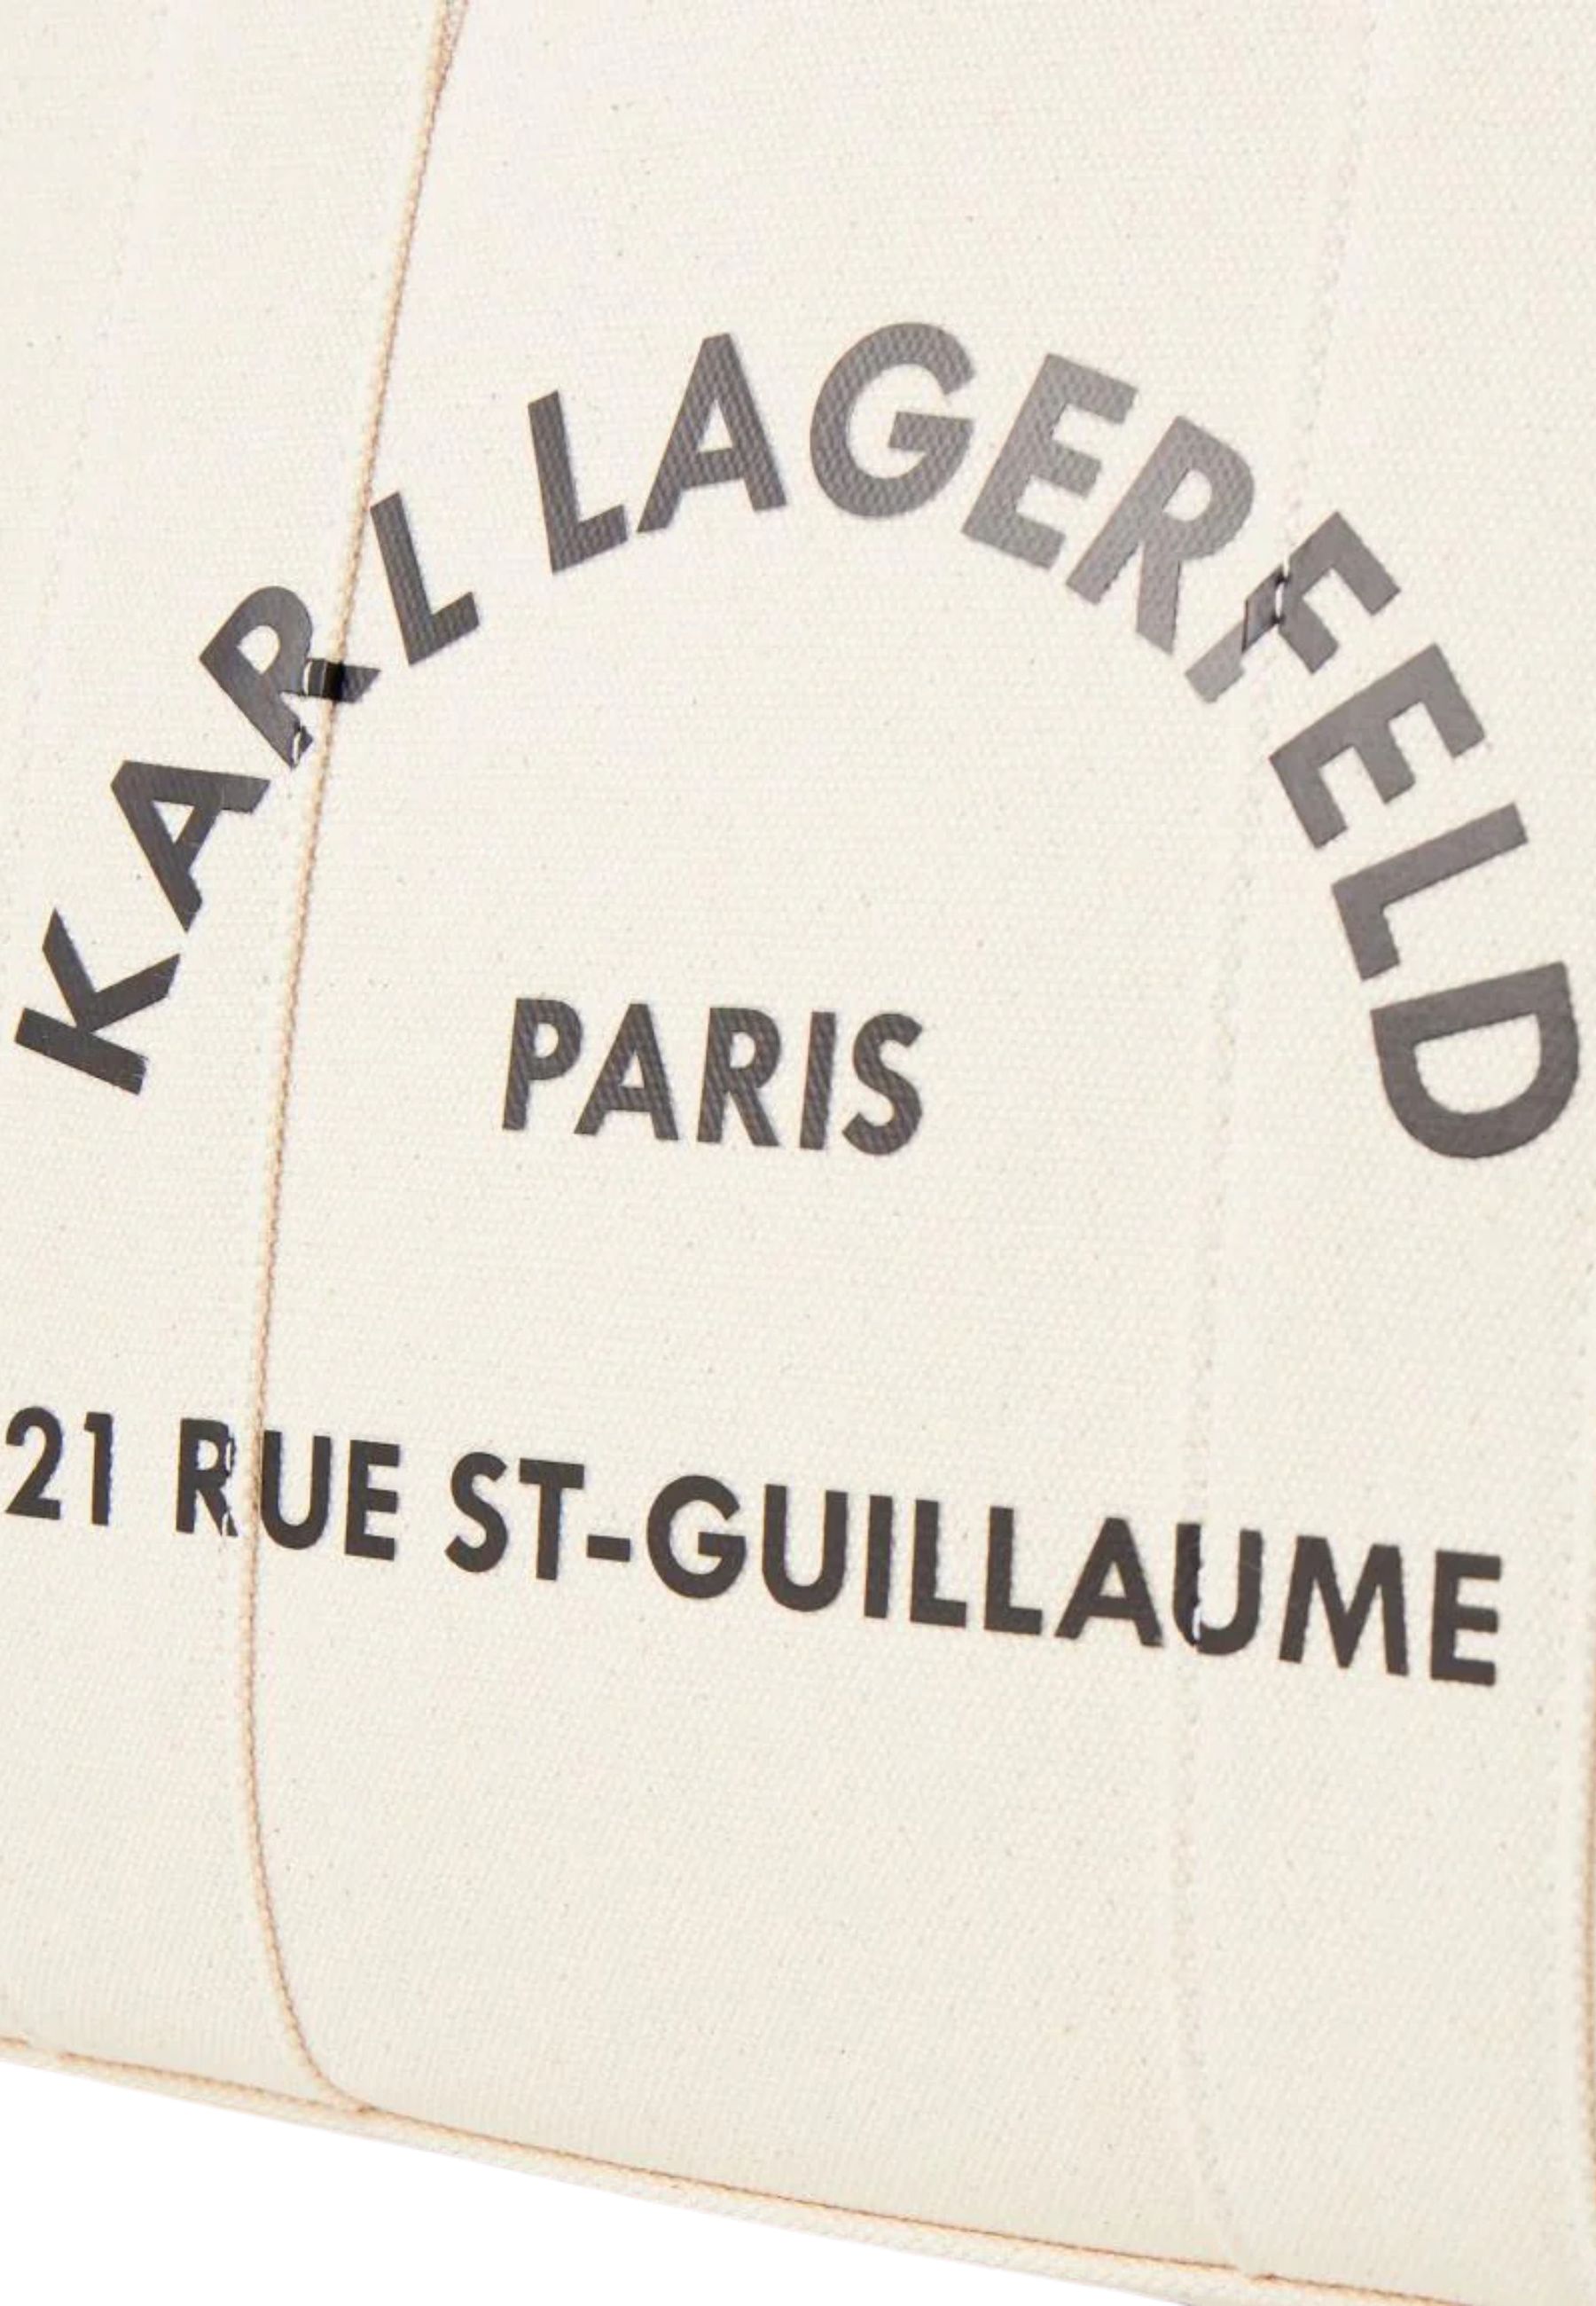 KARL LAGERFELD
PARIS
21 RUE ST-GUILLAUME